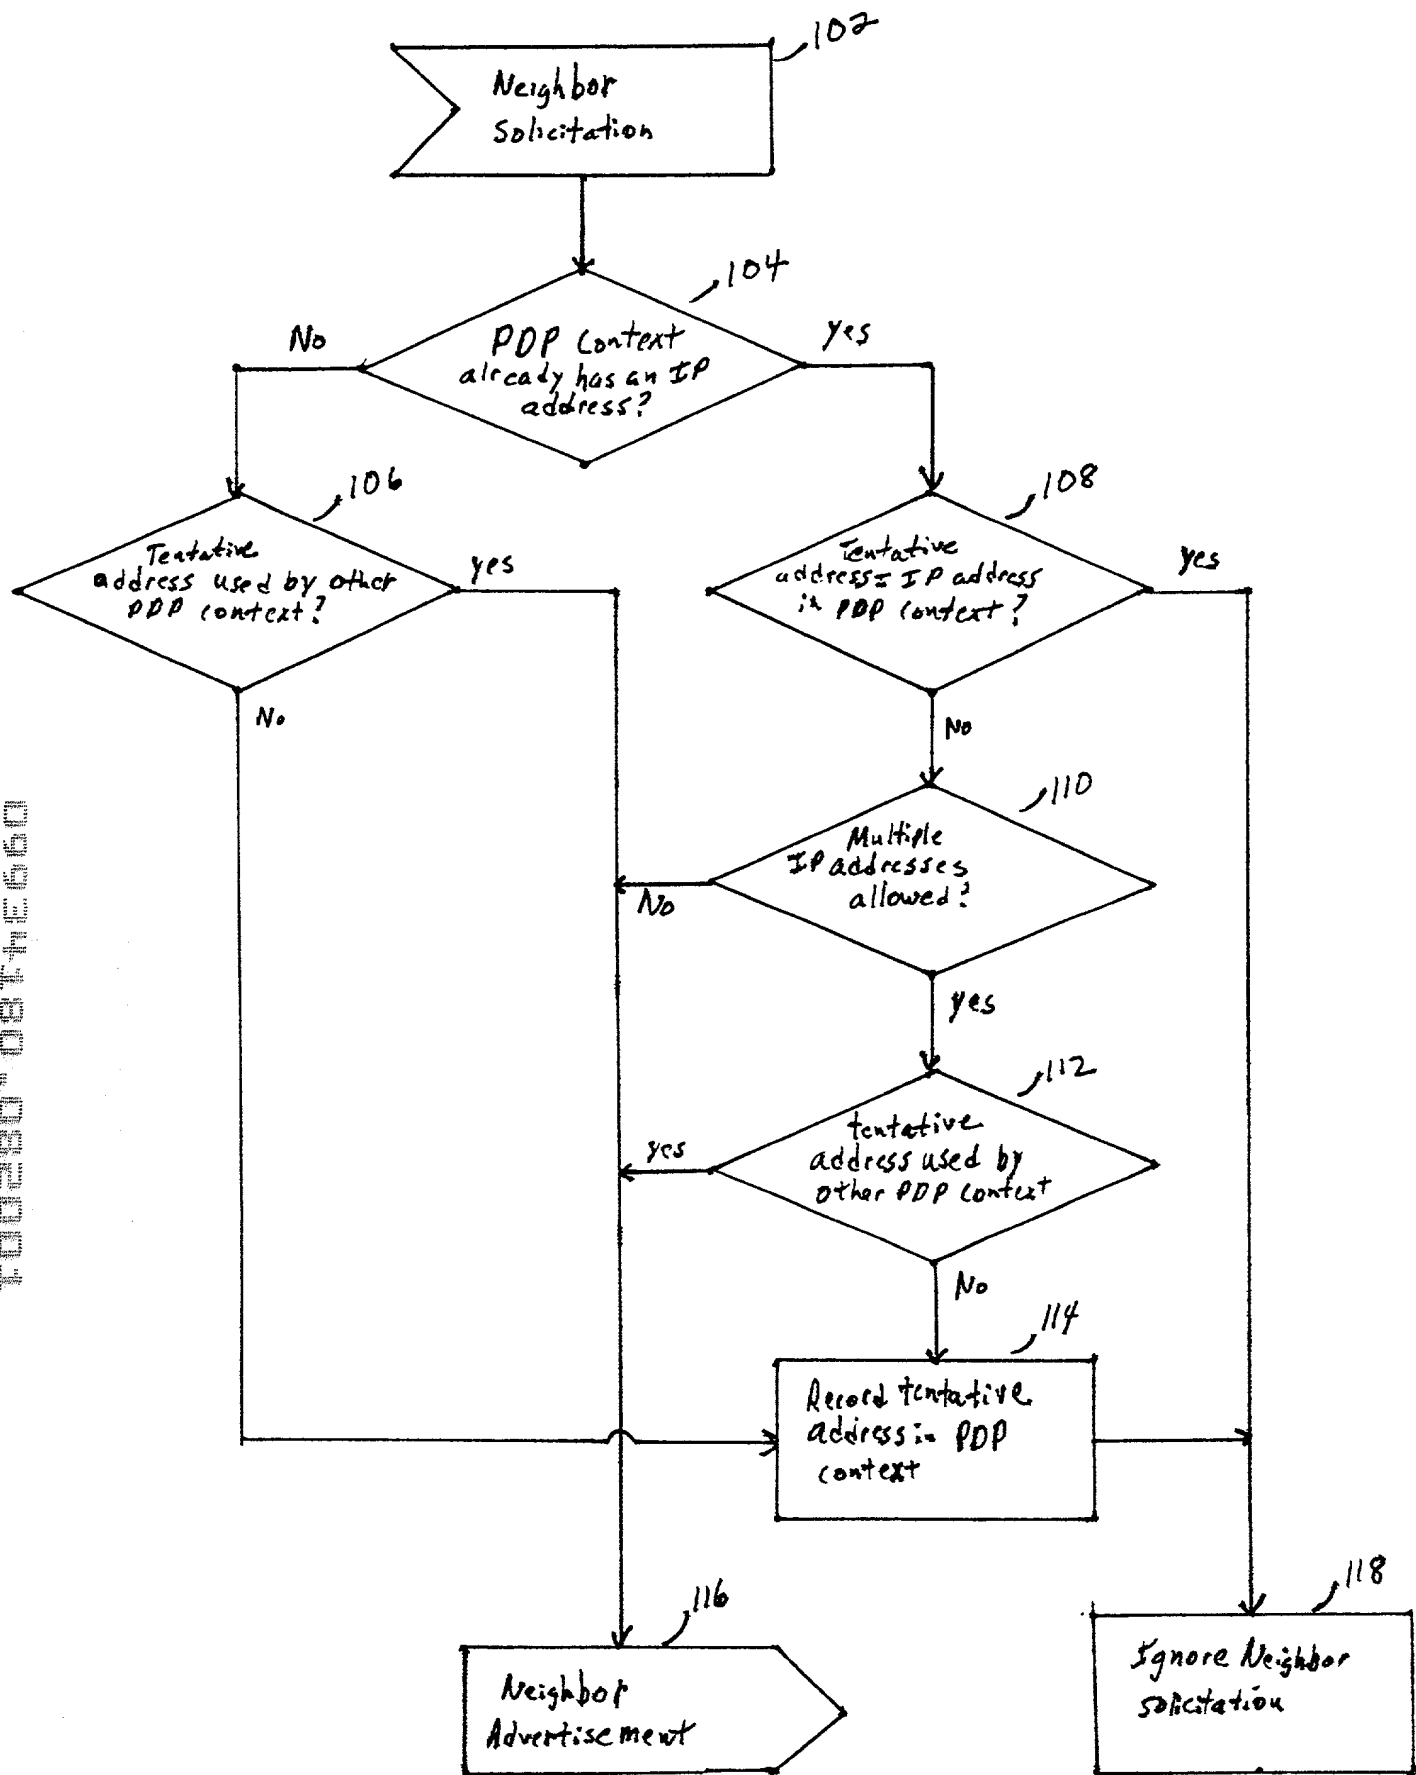 102
Neighbor
Solicitation
104
No
yes
PDP Context
already has an IP
address?
106
108
Tentative
address used by other
PDP context?
yes
Tentative
address = IP address
in PDP context?
yes
No
No
110
Multiple
IP addresses
allowed?
No
yes
112
tentative
address used by
other PDP context
yes
No
114
Record tentative
address in PDP
context
116
118
Neighbor
Advertisement
Ignore Neighbor
solicitation